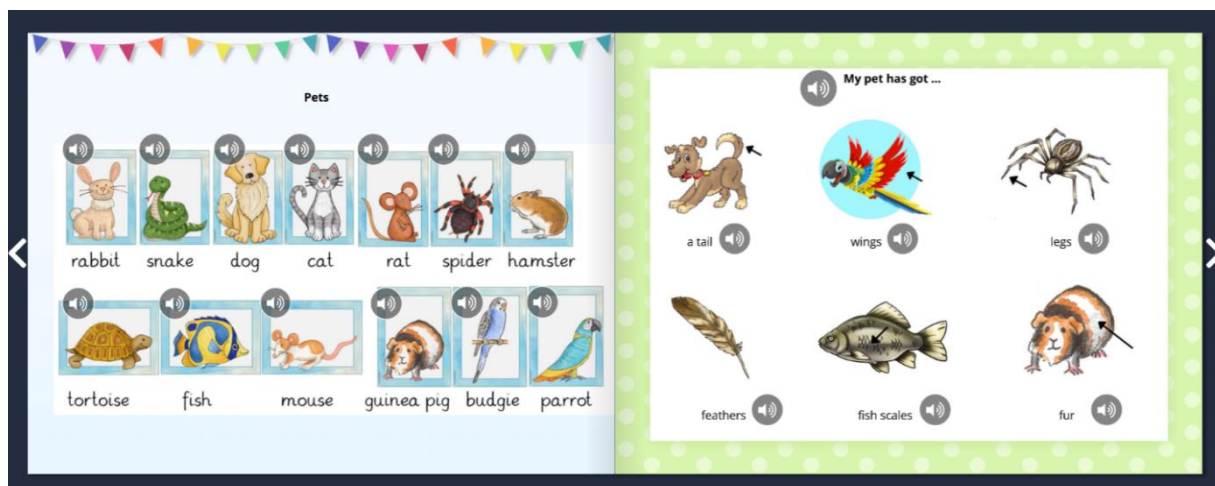 Pets
rabbit snake dog cat rat spider hamster
tortoise fish mouse guinea pig budgie parrot
My pet has got ...
a tail wings legs
feathers fish scales fur